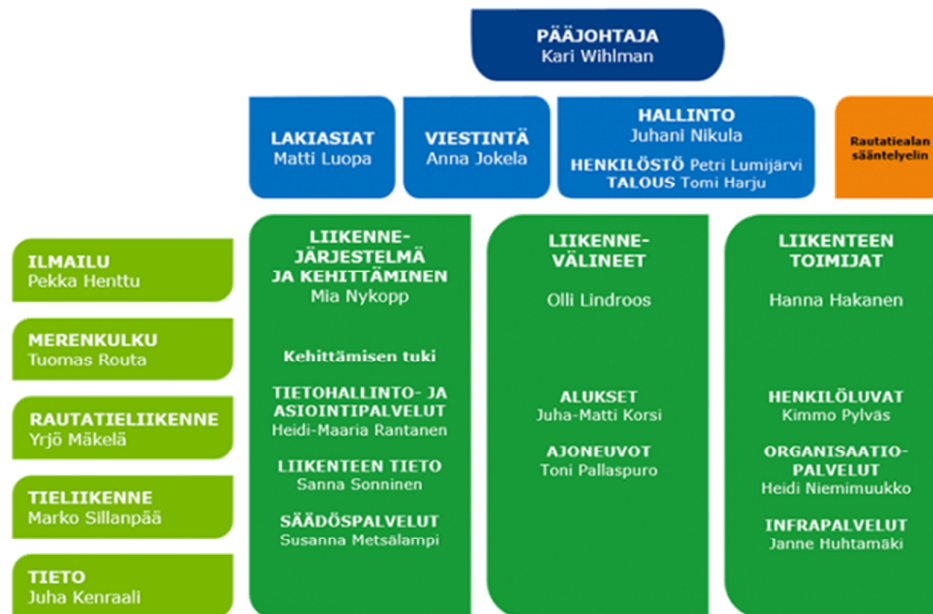 PÄÄJOHTAJA
Kari Wihlman
LAKIASIAT
Matti Luopa
VIESTINTÄ
Anna Jokela
HALLINTO
Juhani Nikula
HENKILÖSTÖ Petri Lumijärvi
TALOUS Tomi Harju
Rautatiealan
sääntelyelin
ILMAILU
Pekka Henttu
MERENKULKU
Tuomas Routa
RAUTATIELIIKENNE
Yrjö Mäkelä
TIELIIKENNE
Marko Sillanpää
TIETO
Juha Kenraali
LIIKENNE-
JÄRJESTELMÄ
JA KEHITTÄMINEN
Mia Nykopp
Kehittämisen tuki
TIETOHALLINTO- JA
ASIOINTIPALVELUT
Heidi-Maaria Rantanen
LIIKENTEEN TIETO
Sanna Sonninen
SÄÄDÖSPALVELUT
Susanna Metsälampi
LIIKENNE-
VÄLINEET
Olli Lindroos
ALUKSET
Juha-Matti Korsi
AJONEUVOT
Toni Pallaspuro
LIIKENTEEN
TOIMIJAT
Hanna Hakanen
HENKILÖLUVAT
Kimmo Pylväs
ORGANISAATIO-
PALVELUT
Heidi Niemimuukko
INFRAPALVELUT
Janne Huhtamäki